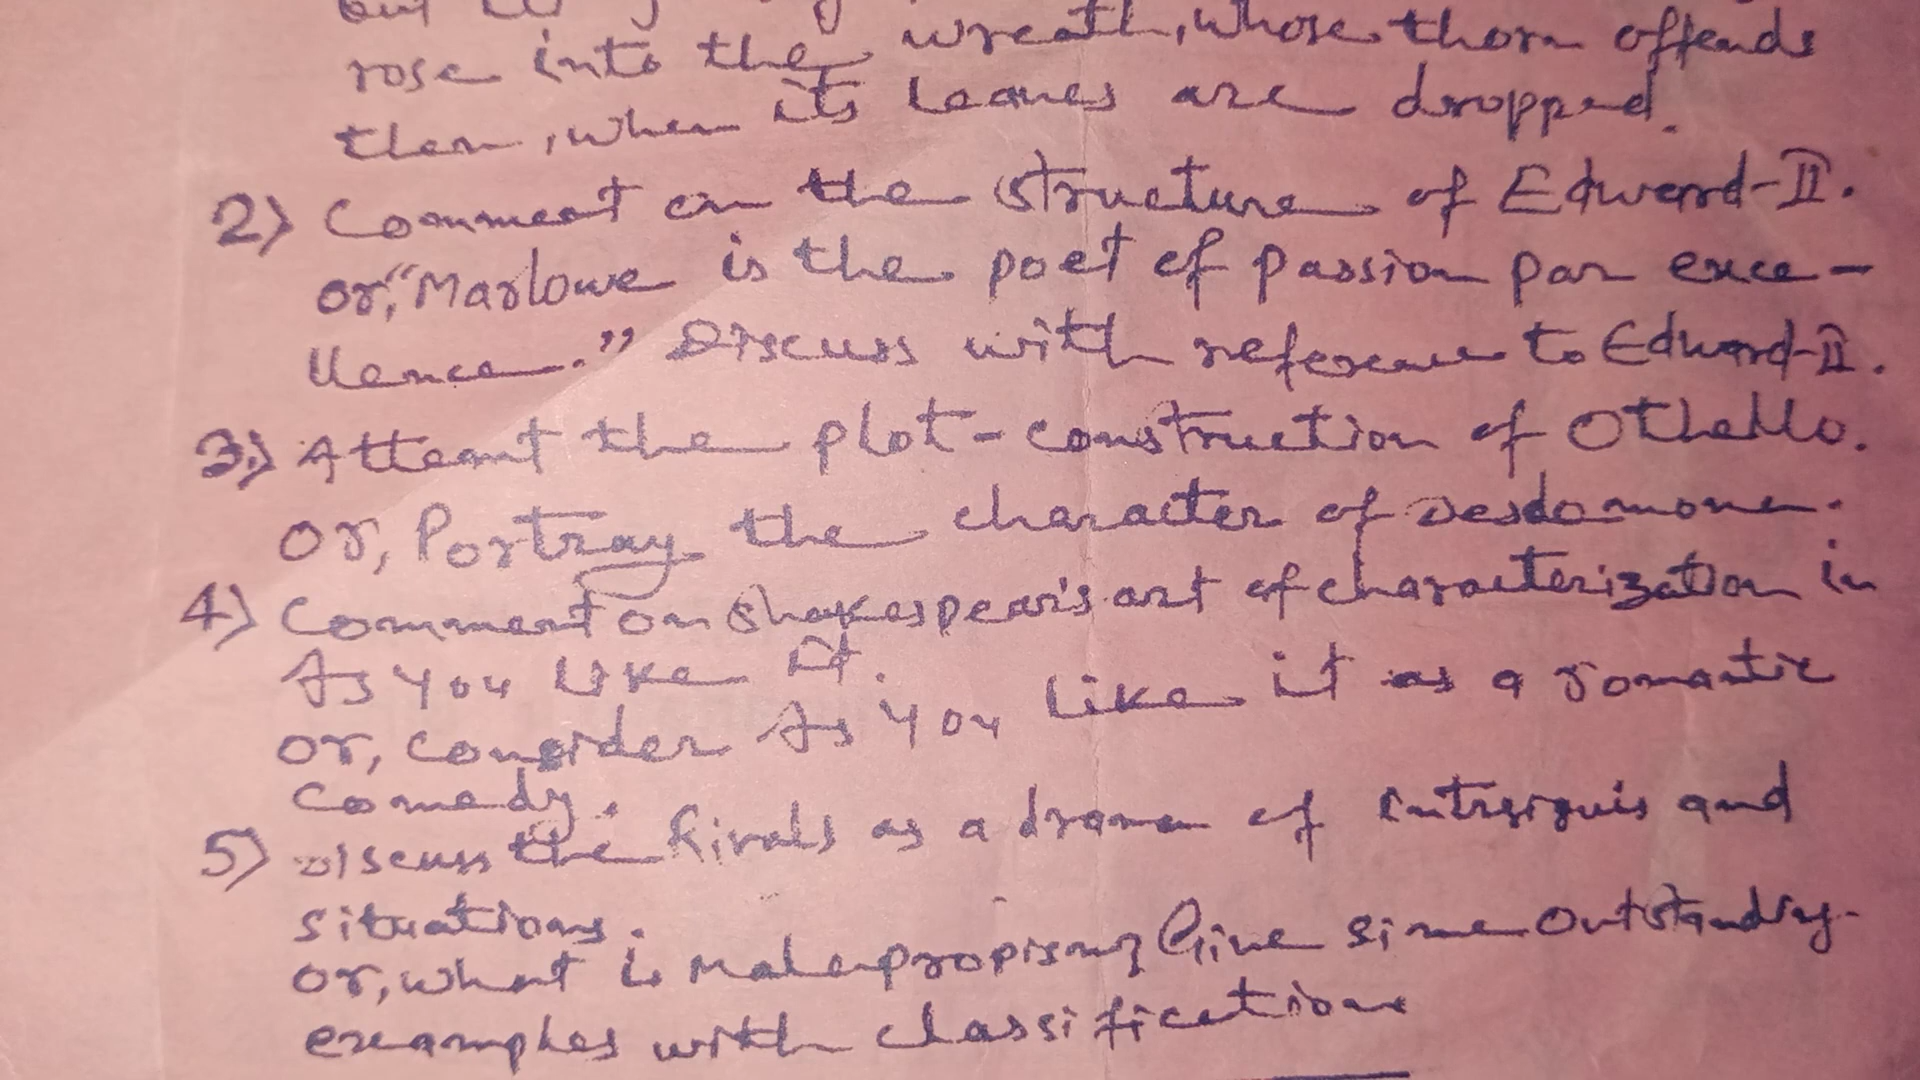 but
rose into the wreath, whose thorn offends
them, when its leaves are dropped.
2) Comment on the structure of Edward-II.
or, "Marlowe is the poet of passion par exce-
llence." Discuss with reference to Edward-II.
3.) Attempt the plot-construction of Othello.
or, Portray the character of Desdemona.
4) Comment on Shakespear's art of characterization in
As you like it.
or, consider As you like it as a romantic
comedy.
5) Discuss the Rivals as a drama of intriguis and
situations.
or, what is Malapropism? Give some outstanding
examples with classifications